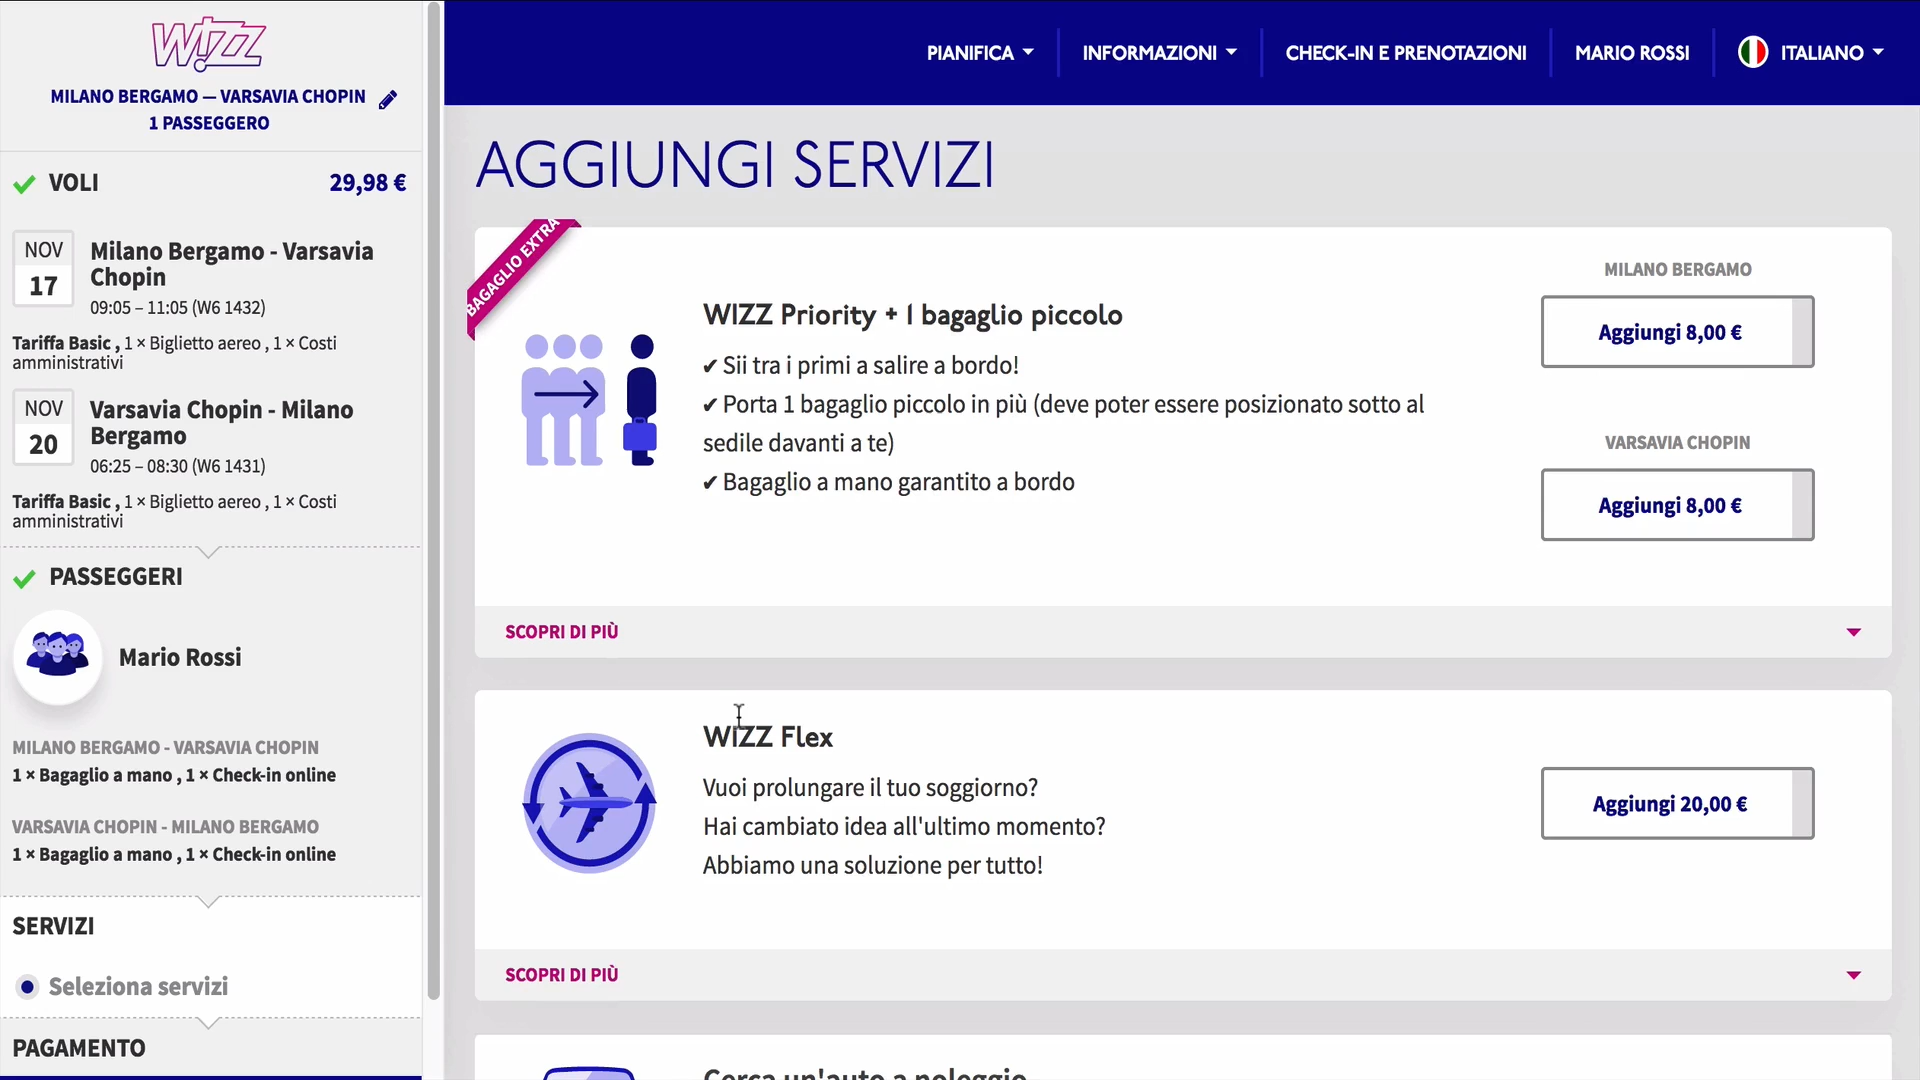 WIZZ
MILANO BERGAMO — VARSAVIA CHOPIN
1 PASSEGGERO
VOLI
29,98 €
NOV
17
Milano Bergamo - Varsavia
Chopin
09:05 – 11:05 (W6 1432)
Tariffa Basic , 1 × Biglietto aereo , 1 × Costi
amministrativi
NOV
20
Varsavia Chopin - Milano
Bergamo
06:25 – 08:30 (W6 1431)
Tariffa Basic , 1 × Biglietto aereo , 1 × Costi
amministrativi
PASSEGGERI
Mario Rossi
MILANO BERGAMO - VARSAVIA CHOPIN
1 × Bagaglio a mano , 1 × Check-in online
VARSAVIA CHOPIN - MILANO BERGAMO
1 × Bagaglio a mano , 1 × Check-in online
SERVIZI
Seleziona servizi
PAGAMENTO
PIANIFICA
INFORMAZIONI
CHECK-IN E PRENOTAZIONI
MARIO ROSSI
ITALIANO
AGGIUNGI SERVIZI
BAGAGLIO EXTRA
WIZZ Priority + 1 bagaglio piccolo
✔ Sii tra i primi a salire a bordo!
✔ Porta 1 bagaglio piccolo in più (deve poter essere posizionato sotto al
sedile davanti a te)
✔ Bagaglio a mano garantito a bordo
MILANO BERGAMO
Aggiungi 8,00 €
VARSAVIA CHOPIN
Aggiungi 8,00 €
SCOPRI DI PIÙ
WIZZ Flex
Vuoi prolungare il tuo soggiorno?
Hai cambiato idea all'ultimo momento?
Abbiamo una soluzione per tutto!
Aggiungi 20,00 €
SCOPRI DI PIÙ
Cerca un'auto a noleggio